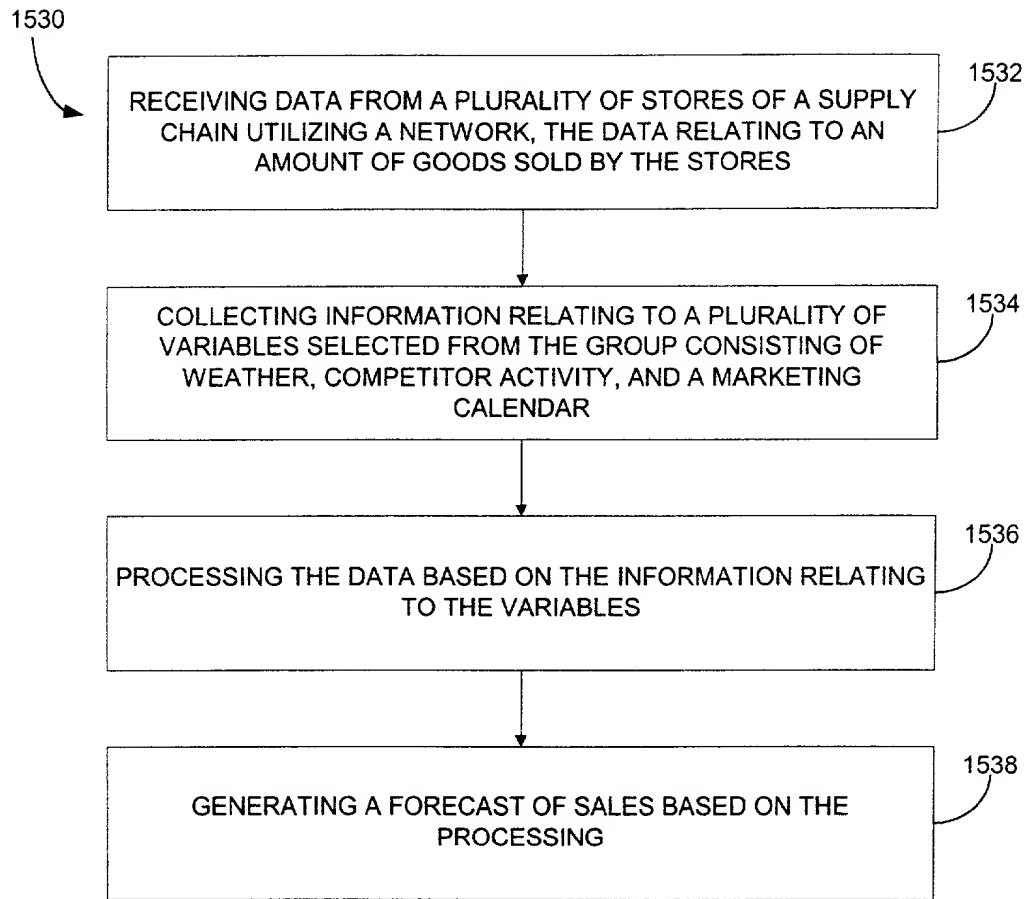 1530
1532
RECEIVING DATA FROM A PLURALITY OF STORES OF A SUPPLY
CHAIN UTILIZING A NETWORK, THE DATA RELATING TO AN
AMOUNT OF GOODS SOLD BY THE STORES
1534
COLLECTING INFORMATION RELATING TO A PLURALITY OF
VARIABLES SELECTED FROM THE GROUP CONSISTING OF
WEATHER, COMPETITOR ACTIVITY, AND A MARKETING
CALENDAR
1536
PROCESSING THE DATA BASED ON THE INFORMATION RELATING
TO THE VARIABLES
1538
GENERATING A FORECAST OF SALES BASED ON THE
PROCESSING